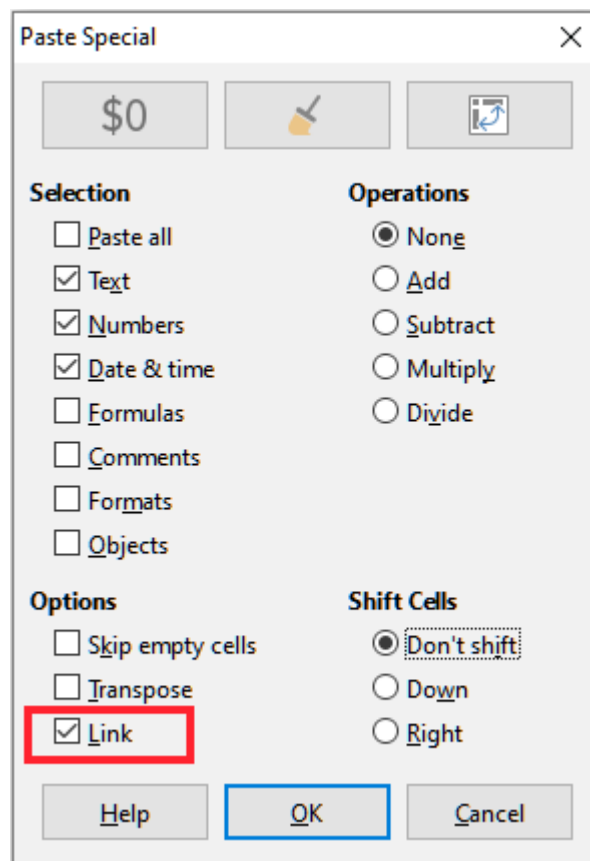 Paste Special
$0
Selection
Operations
Paste all
None
Text
Add
Numbers
Subtract
Date & time
Multiply
Formulas
Divide
Comments
Formats
Objects
Options
Shift Cells
Skip empty cells
Don't shift
Transpose
Down
Link
Right
Help
OK
Cancel